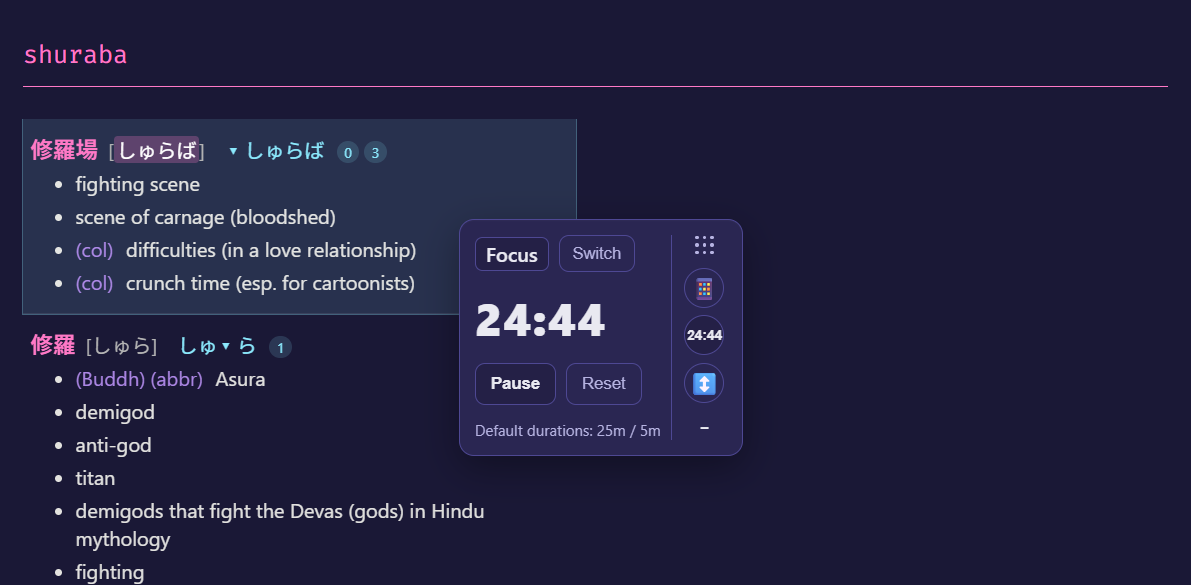 shuraba
修羅場 [しゅらば] ▾しゅらば 0 3
• fighting scene
• scene of carnage (bloodshed)
• (col) difficulties (in a love relationship)
• (col) crunch time (esp. for cartoonists)
修羅 [しゅら] しゅ▾ら 1
• (Buddh) (abbr) Asura
• demigod
• anti-god
• titan
• demigods that fight the Devas (gods) in Hindu
mythology
• fighting
Focus Switch
24:44
Pause Reset
Default durations: 25m / 5m
24:44
–